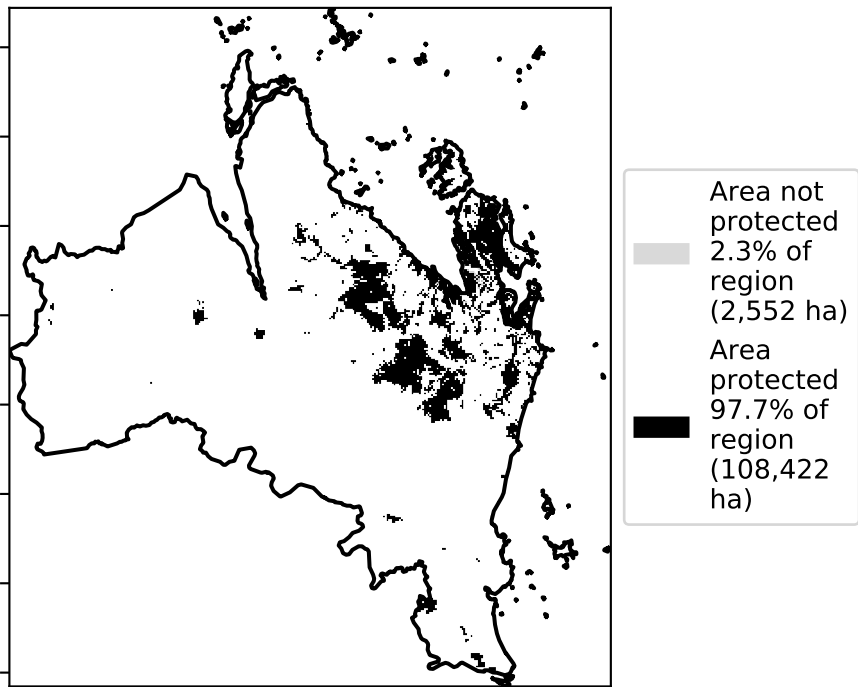 Area not
protected
2.3% of
region
(2,552 ha)
Area
protected
97.7% of
region
(108,422
ha)